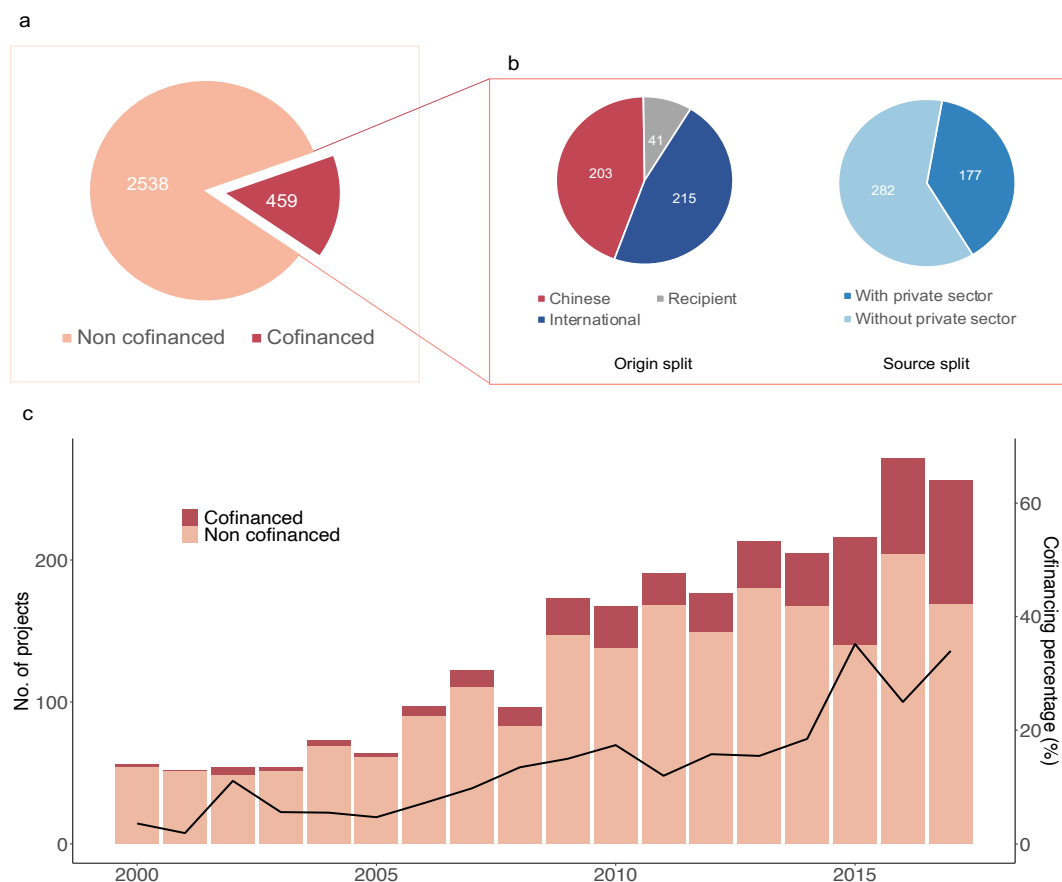 a
2538
459
Non cofinanced
Cofinanced
b
203
41
215
Chinese
Recipient
International
Origin split
282
177
With private sector
Without private sector
Source split
c
Cofinanced
Non cofinanced
No. of projects
200
100
0
Cofinancing percentage (%)
60
40
20
0
2000
2005
2010
2015